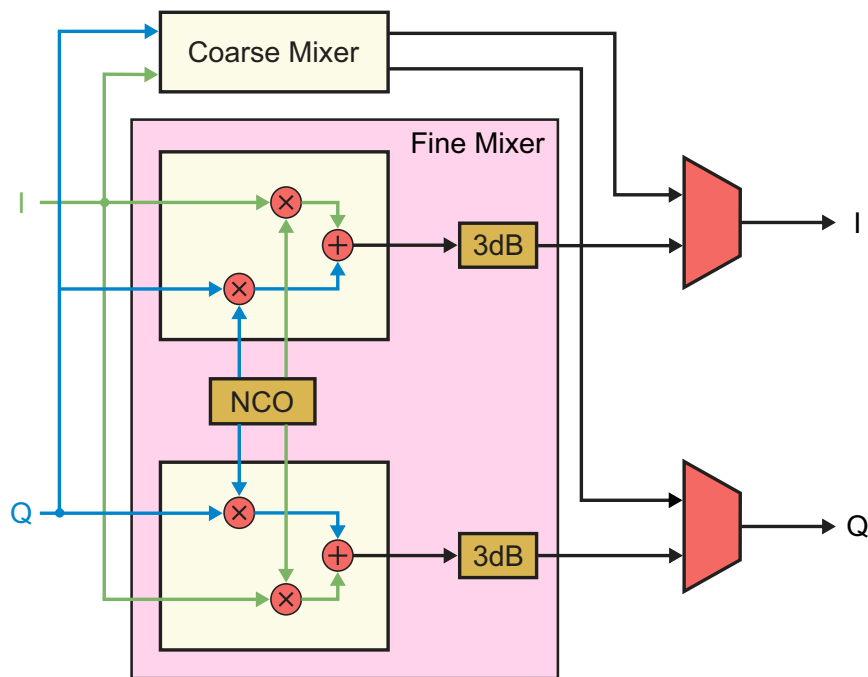 Coarse Mixer
Fine Mixer
I
×
+
3dB
I
×
NCO
Q
×
+
3dB
Q
×